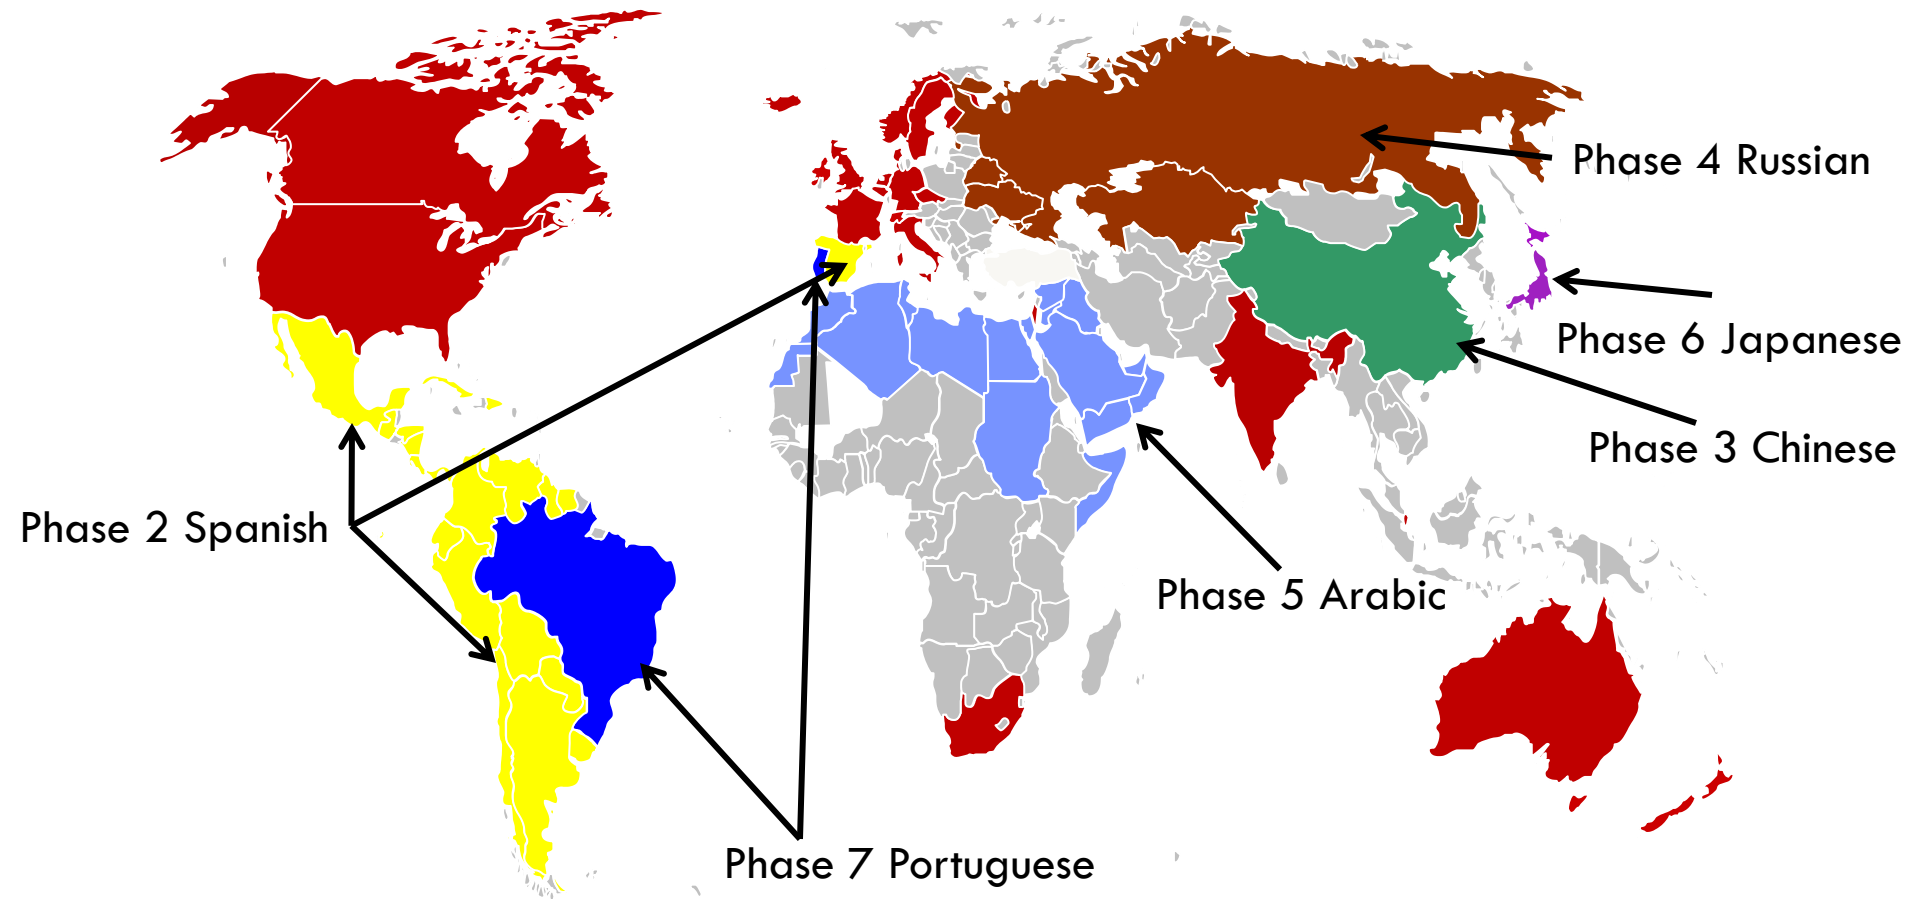 Phase 4 Russian
Phase 6 Japanese
Phase 3 Chinese
Phase 2 Spanish
Phase 5 Arabic
Phase 7 Portuguese